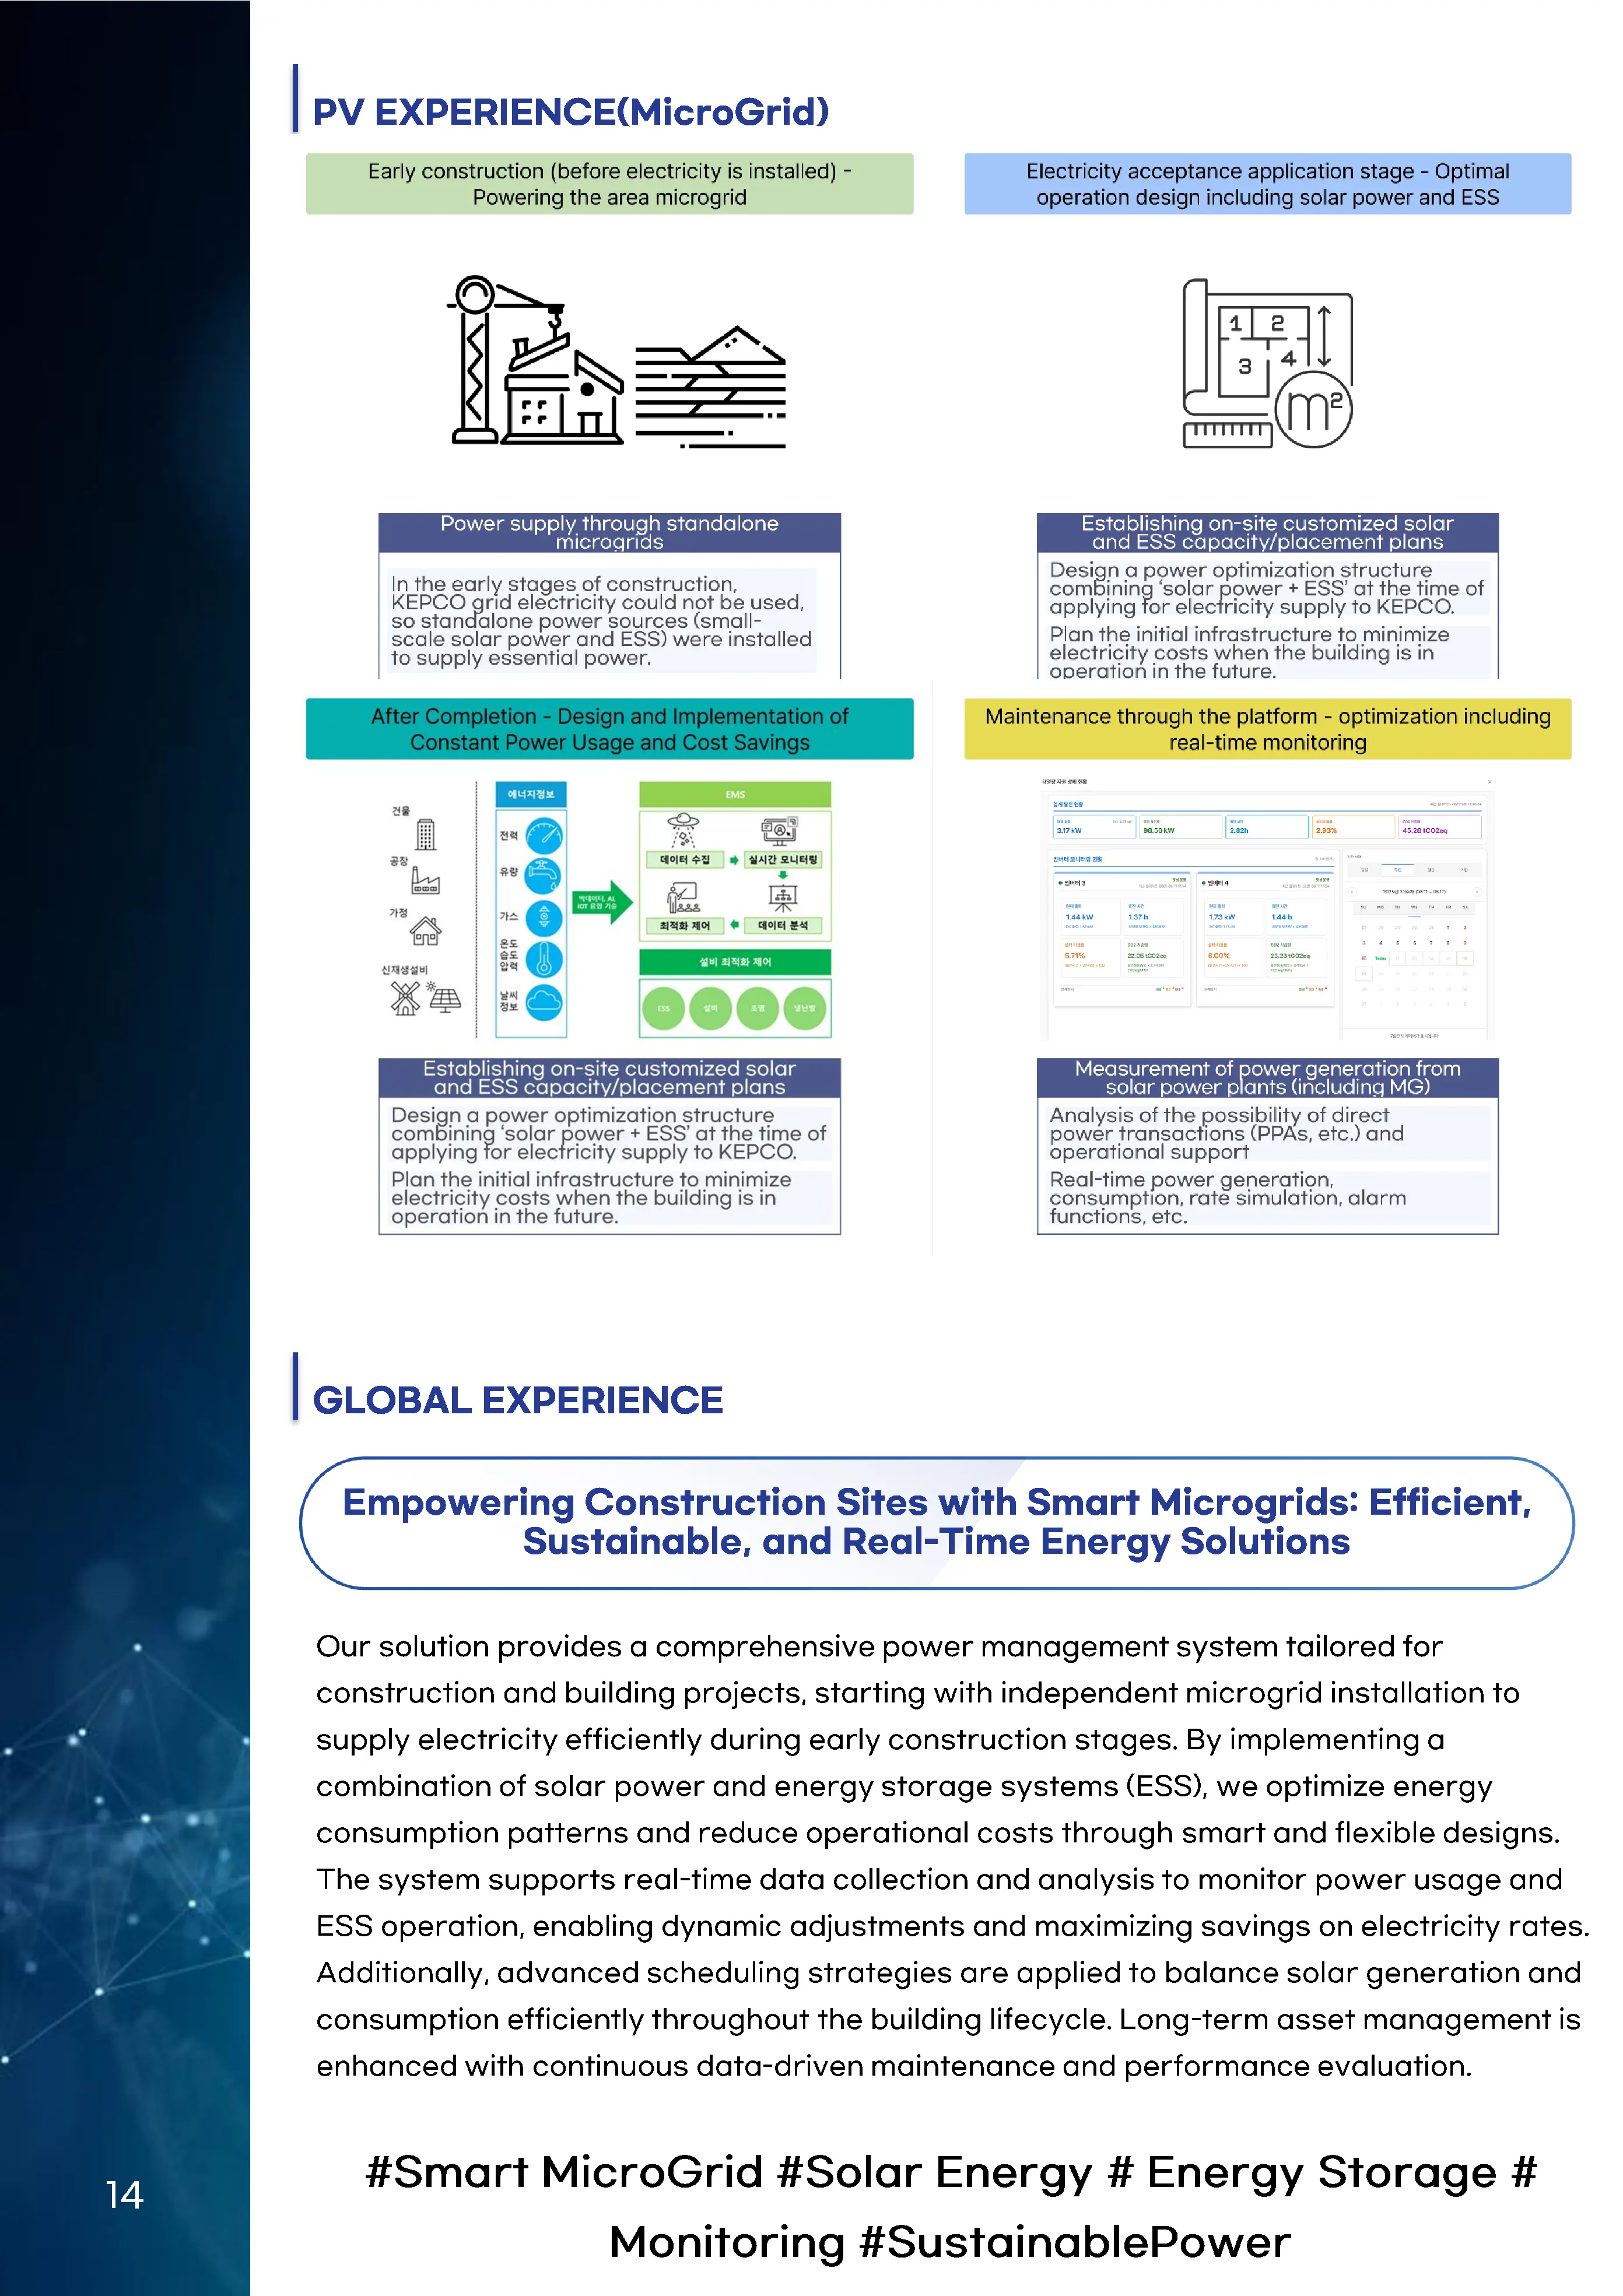 PV EXPERIENCE(MicroGrid)
Early construction (before electricity is installed) -
Powering the area microgrid
Electricity acceptance application stage - Optimal
operation design including solar power and ESS
1 2
3 4
m²
Power supply through standalone
microgrids
In the early stages of construction,
KEPCO grid electricity could not be used,
so standalone power sources (small-
scale solar power and ESS) were installed
to supply essential power.
Establishing on-site customized solar
and ESS capacity/placement plans
Design a power optimization structure
combining ‘solar power + ESS’ at the time of
applying for electricity supply to KEPCO.
Plan the initial infrastructure to minimize
electricity costs when the building is in
operation in the future.
After Completion - Design and Implementation of
Constant Power Usage and Cost Savings
건물
공장
가정
신재생설비
에너지정보
전력
유량
가스
온도
습도
압력
날씨
정보
빅데이터, AI,
IOT 융합 기술
EMS
데이터 수집
실시간 모니터링
최적화 제어
데이터 분석
설비 최적화 제어
ESS
설비
조명
냉난방
Establishing on-site customized solar
and ESS capacity/placement plans
Design a power optimization structure
combining ‘solar power + ESS’ at the time of
applying for electricity supply to KEPCO.
Plan the initial infrastructure to minimize
electricity costs when the building is in
operation in the future.
Maintenance through the platform - optimization including
real-time monitoring
3.17 kW
98.56 kW
2.82h
2.93%
45.28 tCO2eq
인버터 모니터링 현황
인버터 3
1.44 kW
1.37 h
5.71%
22.05 tCO2eq
인버터 4
1.73 kW
1.44 h
6.00%
23.23 tCO2eq
Measurement of power generation from
solar power plants (including MG)
Analysis of the possibility of direct
power transactions (PPAs, etc.) and
operational support
Real-time power generation,
consumption, rate simulation, alarm
functions, etc.
GLOBAL EXPERIENCE
Empowering Construction Sites with Smart Microgrids: Efficient,
Sustainable, and Real-Time Energy Solutions
Our solution provides a comprehensive power management system tailored for
construction and building projects, starting with independent microgrid installation to
supply electricity efficiently during early construction stages. By implementing a
combination of solar power and energy storage systems (ESS), we optimize energy
consumption patterns and reduce operational costs through smart and flexible designs.
The system supports real-time data collection and analysis to monitor power usage and
ESS operation, enabling dynamic adjustments and maximizing savings on electricity rates.
Additionally, advanced scheduling strategies are applied to balance solar generation and
consumption efficiently throughout the building lifecycle. Long-term asset management is
enhanced with continuous data-driven maintenance and performance evaluation.
#Smart MicroGrid #Solar Energy # Energy Storage #
Monitoring #SustainablePower
14